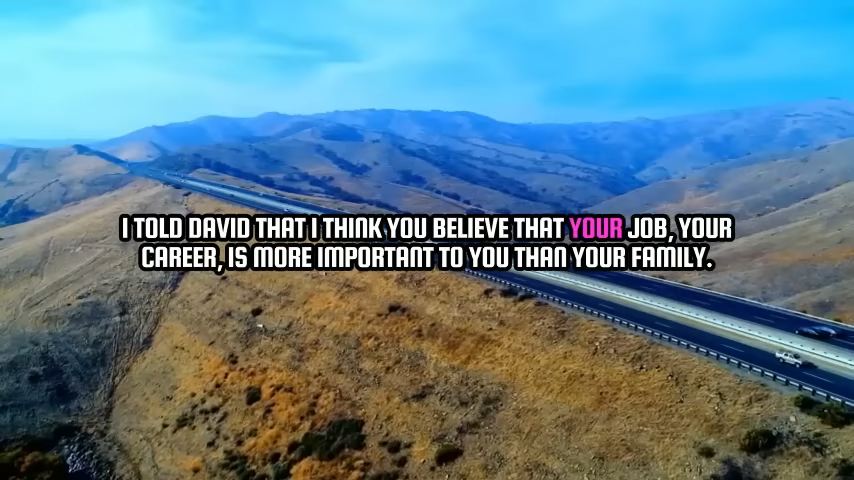 I TOLD DAVID THAT I THINK YOU BELIEVE THAT YOUR JOB, YOUR
CAREER, IS MORE IMPORTANT TO YOU THAN YOUR FAMILY.